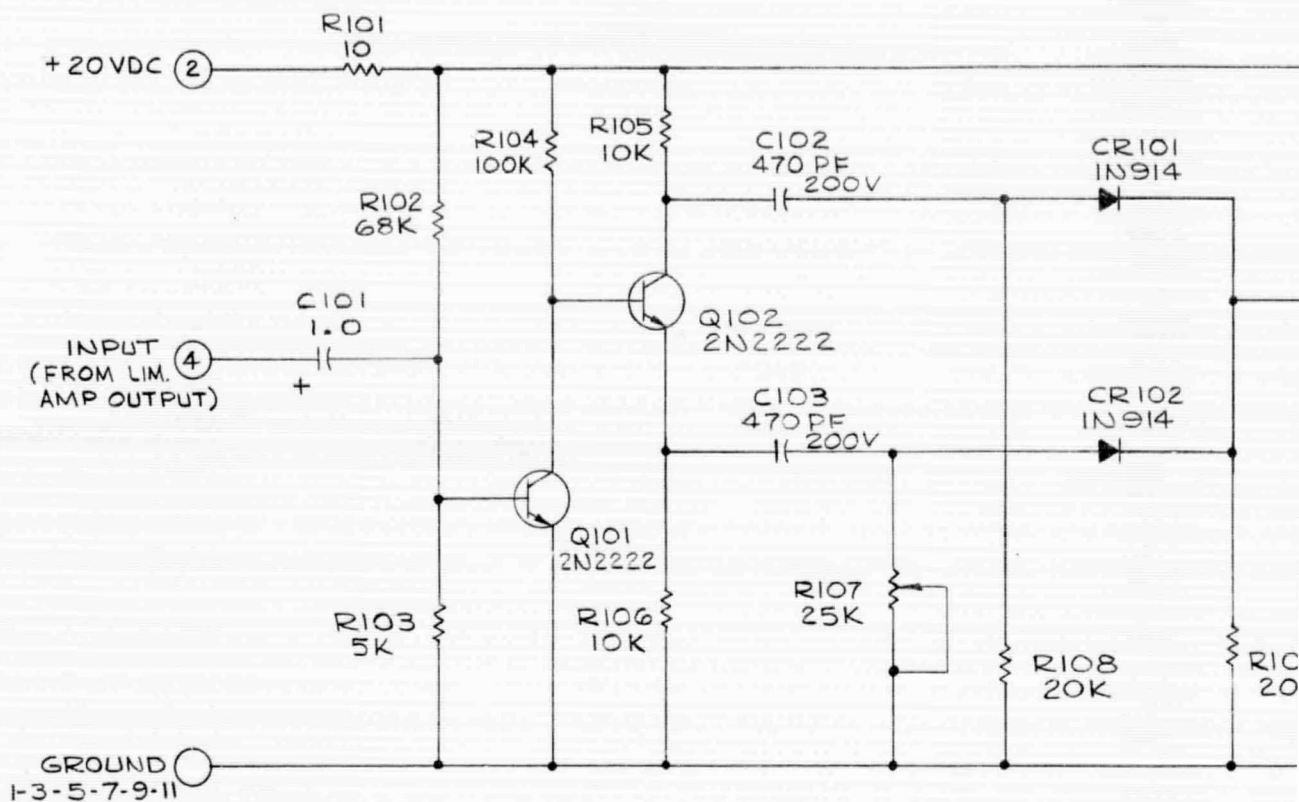 R101
10
+20VDC 2
R104
100K
R105
10K
C102
470 PF
200V
CR101
1N914
R102
68K
C101
1.0
+
INPUT 4
(FROM LIM.
AMP OUTPUT)
Q102
2N2222
C103
470 PF
200V
CR102
1N914
Q101
2N2222
R103
5K
R106
10K
R107
25K
R108
20K
R10
20
GROUND
1-3-5-7-9-11